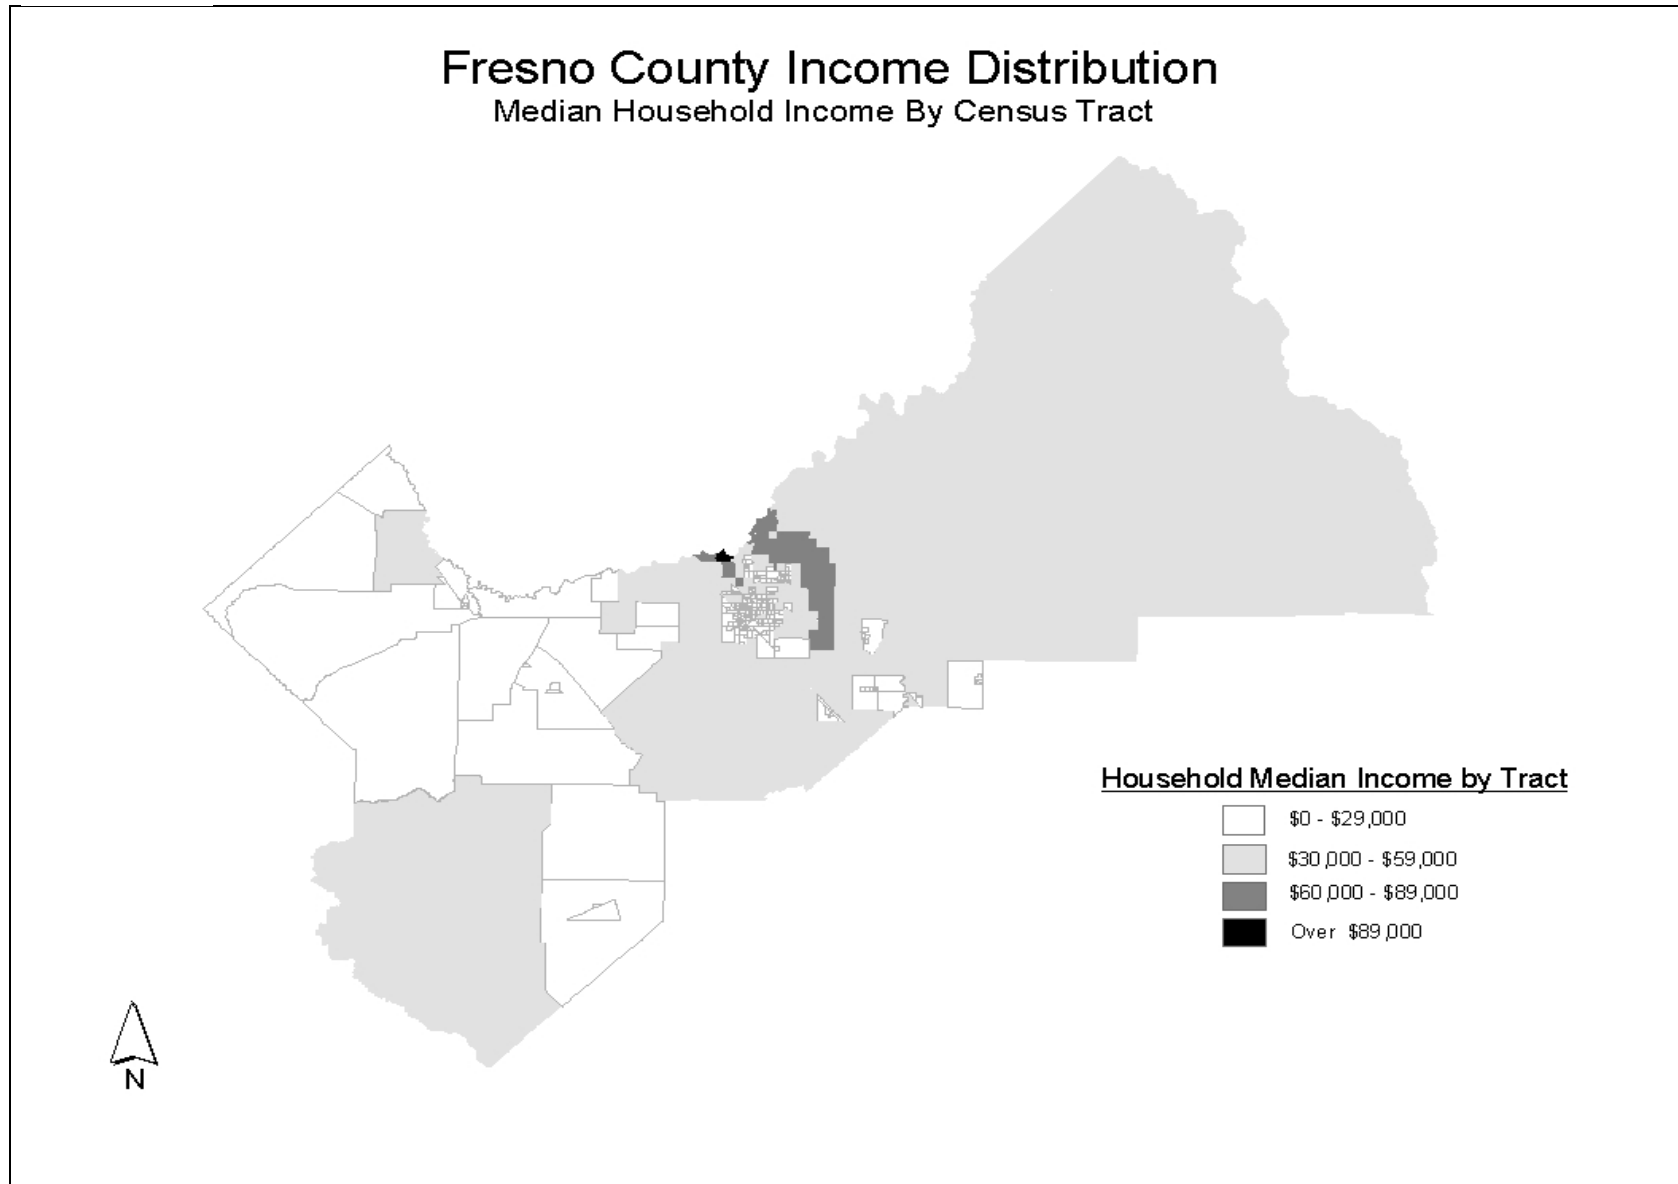 Fresno County Income Distribution
Median Household Income By Census Tract
Household Median Income by Tract
$0 - $29,000
$30,000 - $59,000
$60,000 - $89,000
Over $89,000
N